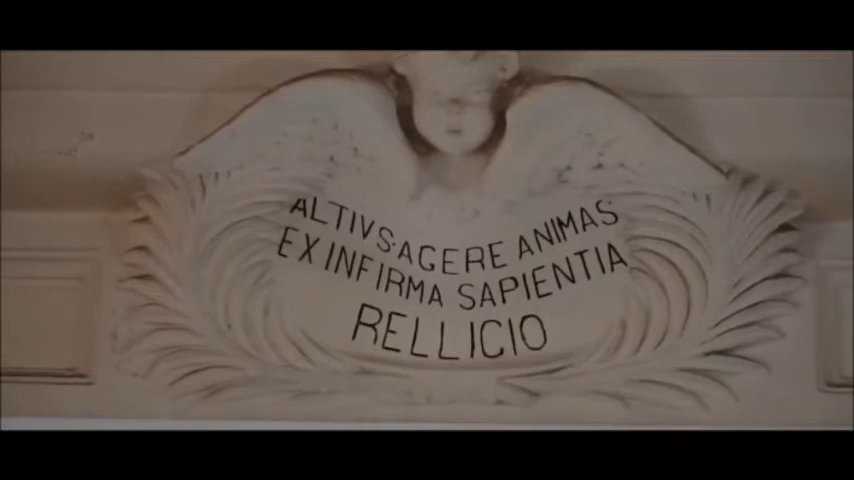 ALTIVS·AGERE ANIMAS
EX INFIRMA SAPIENTIA
RELLICIO